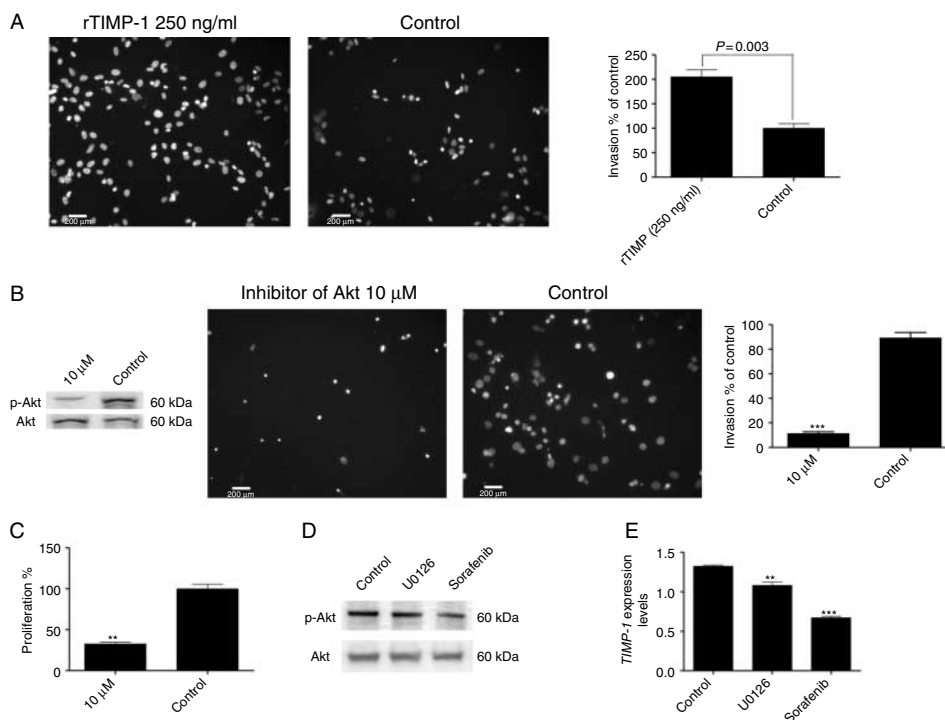 A
rTIMP-1 250 ng/ml
Control
200 µm
200 µm
Invasion % of control
250
200
150
100
50
0
P=0.003
rTIMP (250 ng/ml)
Control
B
10 µM
Control
p-Akt
60 kDa
Akt
60 kDa
Inhibitor of Akt 10 µM
Control
200 µm
200 µm
Invasion % of control
100
80
60
40
20
0
***
10 µM
Control
C
Proliferation %
150
100
50
0
**
10 µM
Control
D
Control
U0126
Sorafenib
p-Akt
60 kDa
Akt
60 kDa
E
TIMP-1 expression
levels
1.5
1.0
0.5
0.0
**
***
Control
U0126
Sorafenib